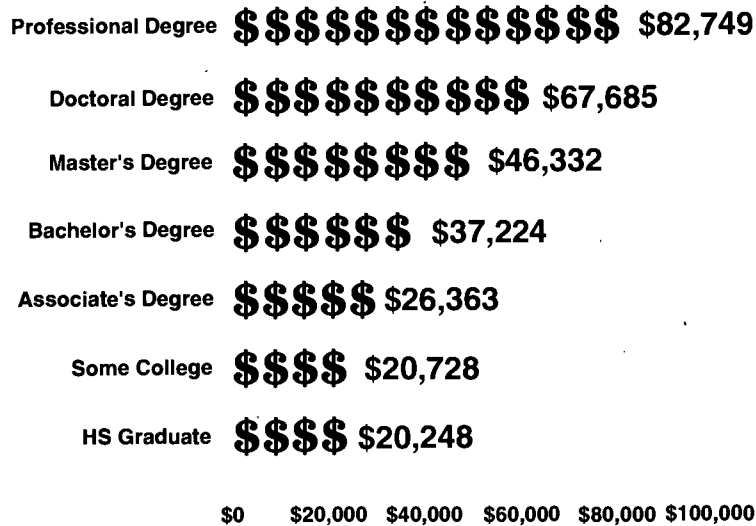 Professional Degree $$$$$$$$$$$$$ $82,749
Doctoral Degree $$$$$$$$$$ $67,685
Master's Degree $$$$$$$$ $46,332
Bachelor's Degree $$$$$$ $37,224
Associate's Degree $$$$$ $26,363
Some College $$$$ $20,728
HS Graduate $$$$ $20,248
$0 $20,000 $40,000 $60,000 $80,000 $100,000